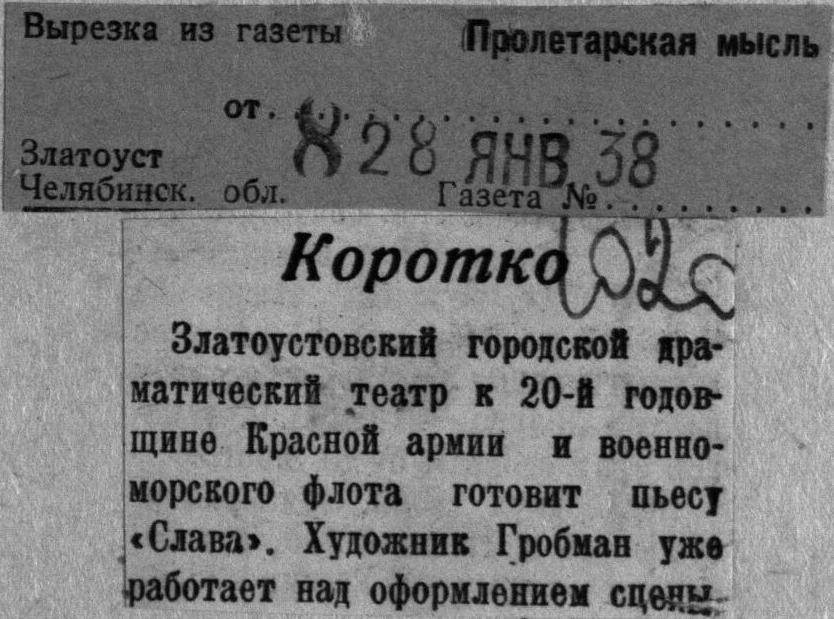 Вырезка из газеты Пролетарская мысль
от. . . . . . . . . . . . . . . . . . . . . . . .
8 28 ЯНВ 38
Златоуст
Челябинск. обл. Газета № . . . . . . . . .
Коротко
Златоустовский городской дра-
матический театр к 20-й годов-
щине Красной армии и военно-
морского флота готовит пьесу
«Слава». Художник Гробман уже
работает над оформлением сцены